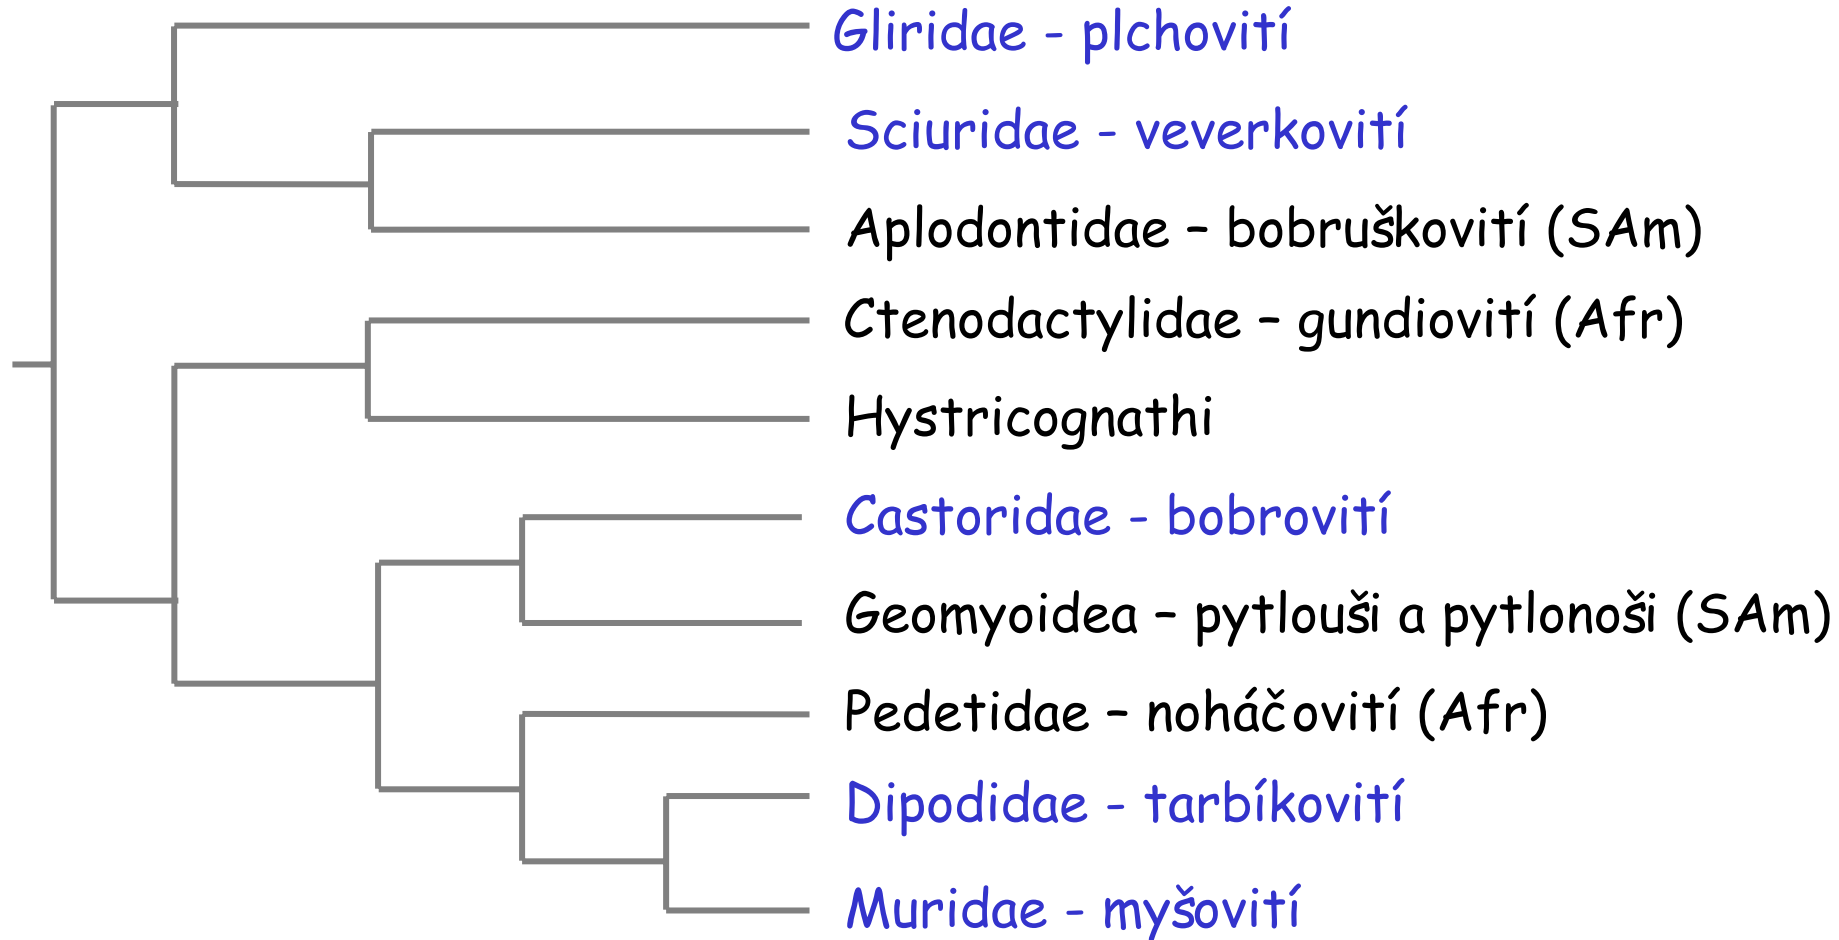 Gliridae - plchovití
Sciuridae - veverkovití
Aplodontidae – bobruškovití (SAm)
Ctenodactylidae – gundiovití (Afr)
Hystricognathi
Castoridae - bobrovití
Geomyoidea – pytlouši a pytlonoši (SAm)
Pedetidae – noháčovití (Afr)
Dipodidae - tarbíkovití
Muridae - myšovití